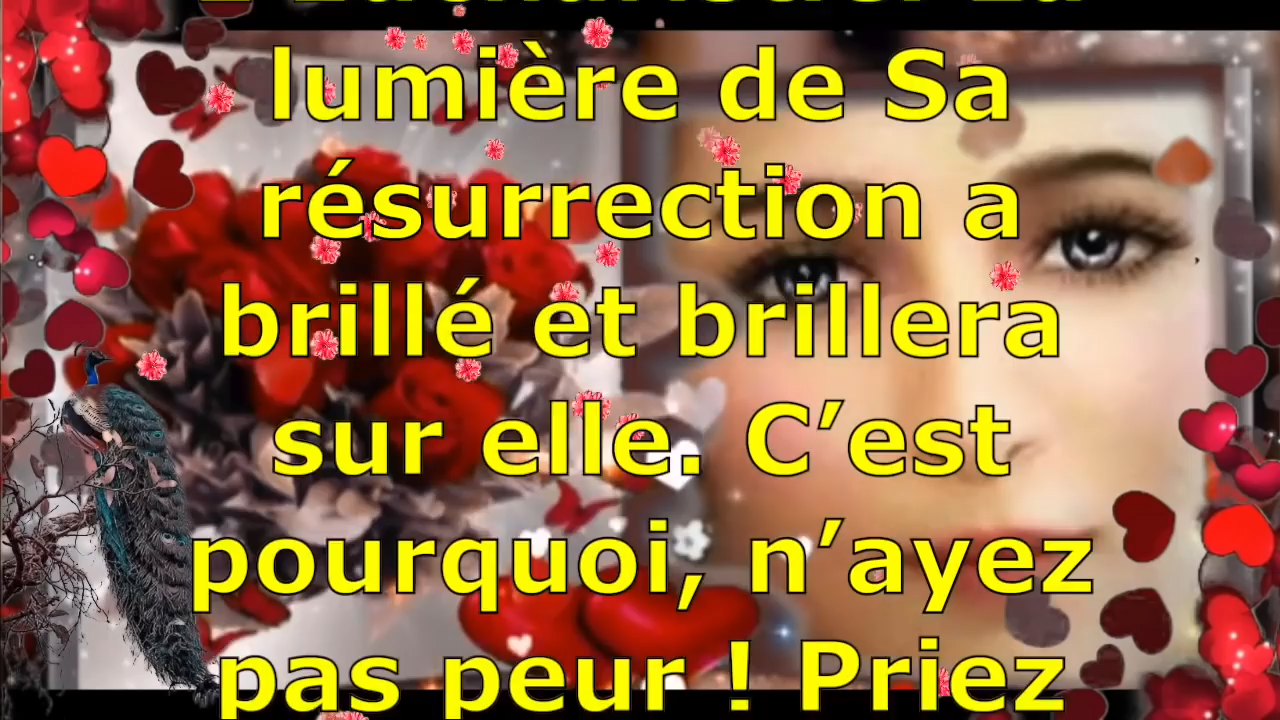 lumière de Sa
résurrection a
brillé et brillera
sur elle. C’est
pourquoi, n’ayez
pas peur ! Priez